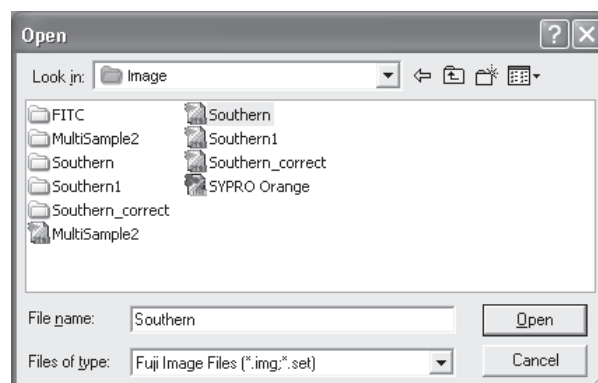 Open
Look in: Image
FITC
MultiSample2
Southern
Southern1
Southern_correct
MultiSample2
Southern
Southern1
Southern_correct
SYPRO Orange
File name: Southern Open
Files of type: Fuji Image Files (*.img;*.set) Cancel